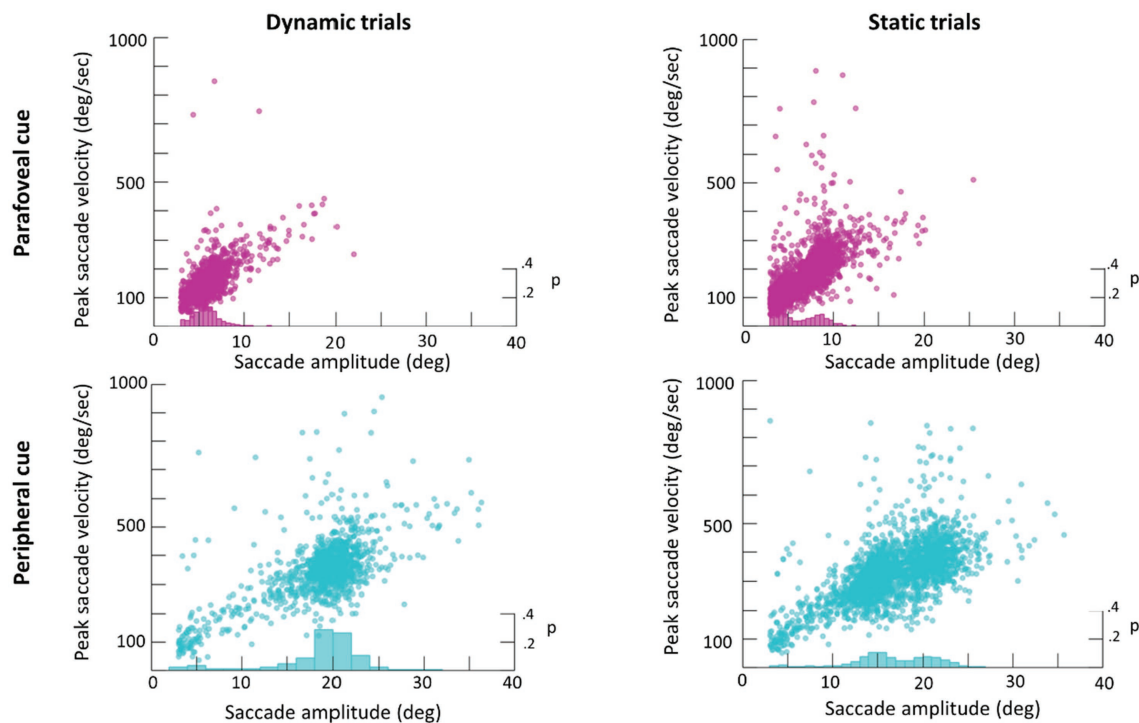 Dynamic trials
Static trials
Parafoveal cue
Peak saccade velocity (deg/sec)
1000
500
100
.4
.2
p
0
10
20
30
40
Saccade amplitude (deg)
Peak saccade velocity (deg/sec)
1000
500
100
.4
.2
p
0
10
20
30
40
Saccade amplitude (deg)
Peripheral cue
Peak saccade velocity (deg/sec)
1000
500
100
.4
.2
p
0
10
20
30
40
Saccade amplitude (deg)
Peak saccade velocity (deg/sec)
1000
500
100
.4
.2
p
0
10
20
30
40
Saccade amplitude (deg)